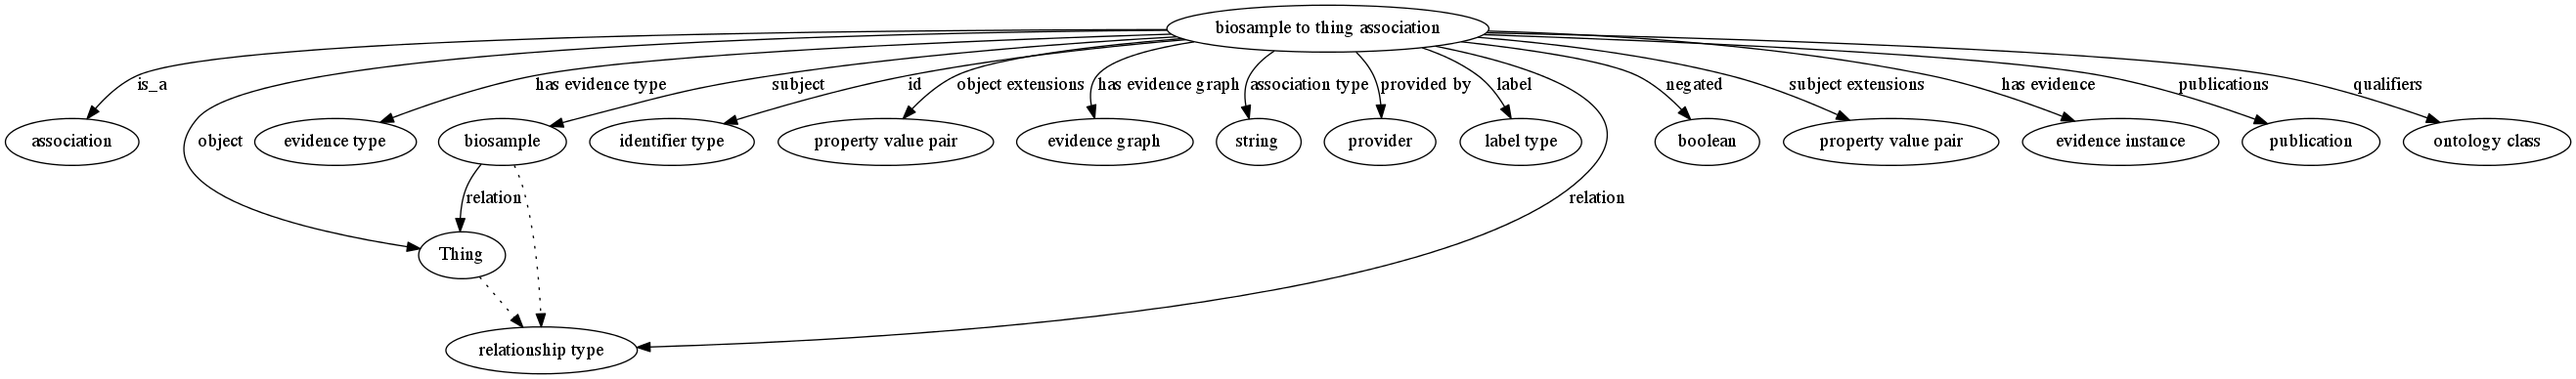 biosample to thing association
is_a
has evidence type
subject
id
object extensions
has evidence graph
association type
provided by
label
negated
subject extensions
has evidence
publications
qualifiers
association
object
evidence type
biosample
identifier type
property value pair
evidence graph
string
provider
label type
boolean
property value pair
evidence instance
publication
ontology class
relation
relation
Thing
relationship type